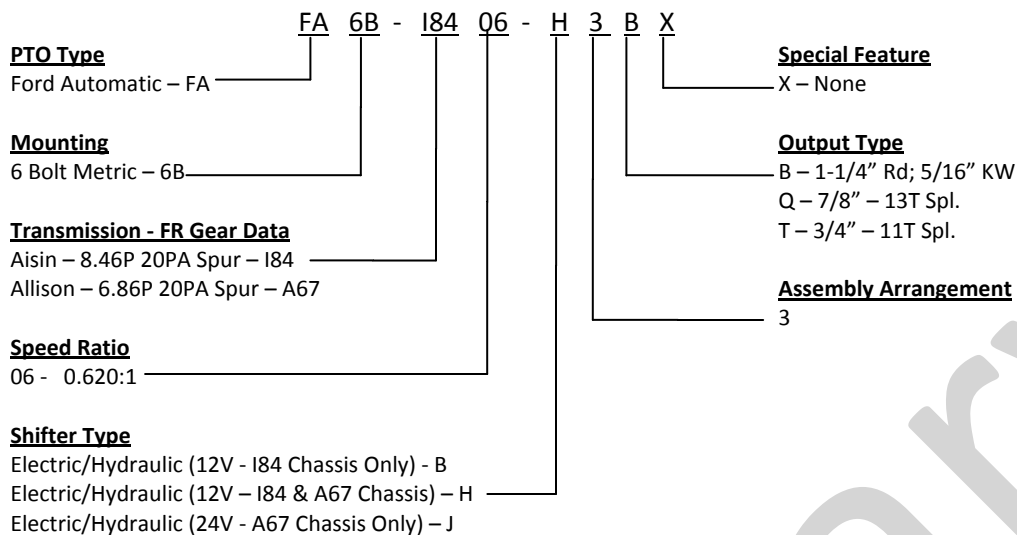 FA 6B - I84 06 - H 3 B X
PTO Type
Ford Automatic – FA
Mounting
6 Bolt Metric – 6B
Transmission - FR Gear Data
Aisin – 8.46P 20PA Spur – I84
Allison – 6.86P 20PA Spur – A67
Speed Ratio
06 - 0.620:1
Shifter Type
Electric/Hydraulic (12V - I84 Chassis Only) - B
Electric/Hydraulic (12V – I84 & A67 Chassis) – H
Electric/Hydraulic (24V - A67 Chassis Only) – J
Special Feature
X – None
Output Type
B – 1-1/4” Rd; 5/16” KW
Q – 7/8” – 13T Spl.
T – 3/4” – 11T Spl.
Assembly Arrangement
3